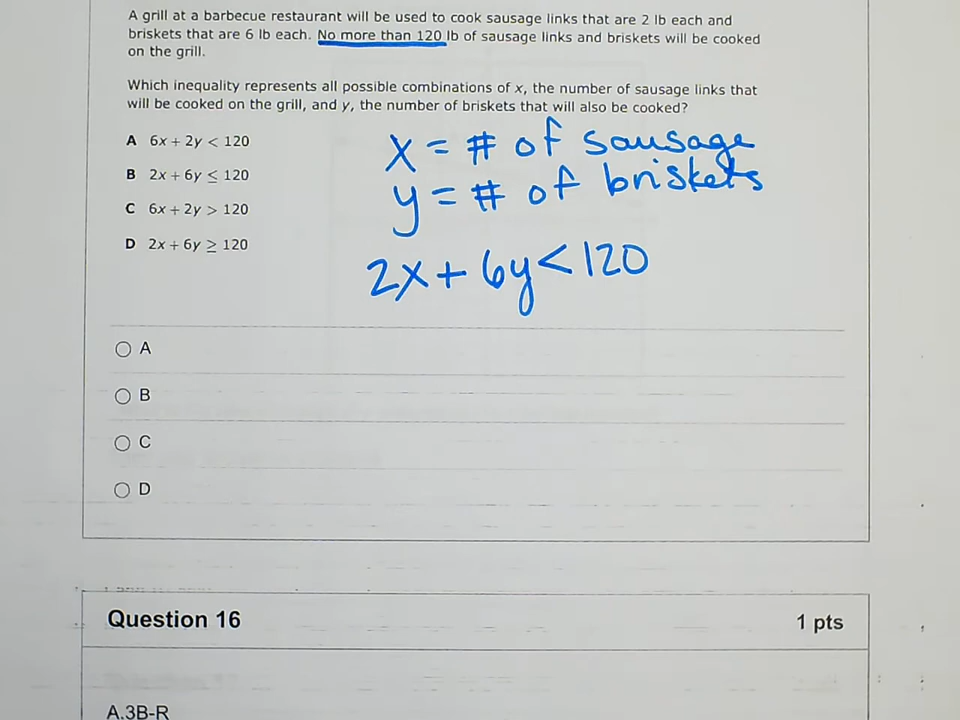 A grill at a barbecue restaurant will be used to cook sausage links that are 2 lb each and
briskets that are 6 lb each. No more than 120 lb of sausage links and briskets will be cooked
on the grill.
Which inequality represents all possible combinations of x, the number of sausage links that
will be cooked on the grill, and y, the number of briskets that will also be cooked?
A 6x + 2y < 120
B 2x + 6y ≤ 120
C 6x + 2y > 120
D 2x + 6y ≥ 120
x = # of sausage
y = # of briskets
2x + 6y < 120
A
B
C
D
Question 16
1 pts
A.3B-R